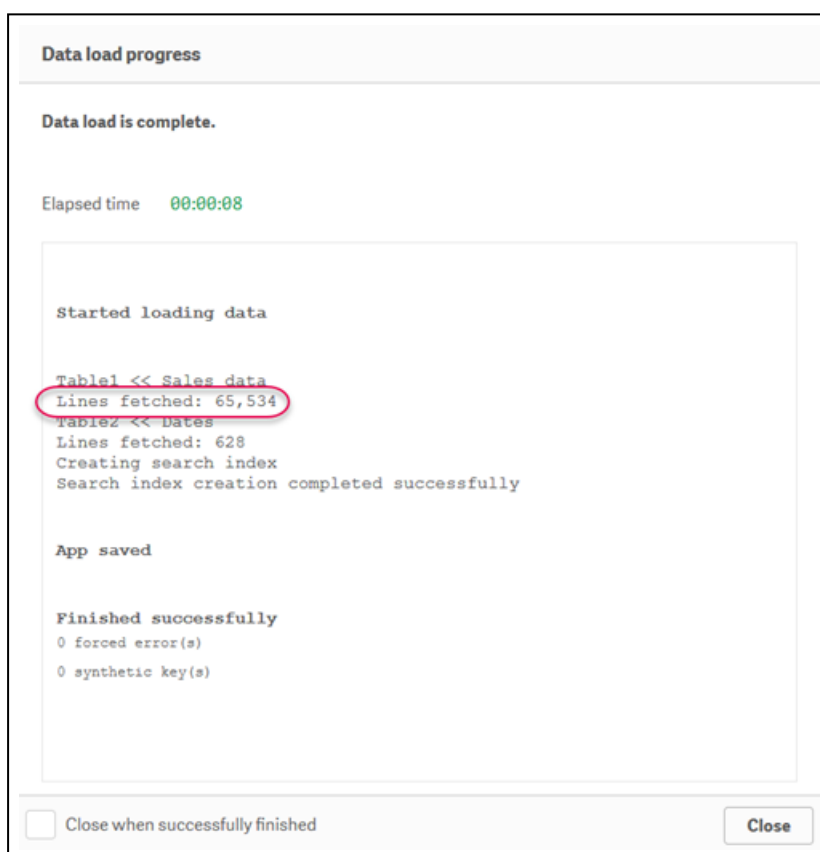 Data load progress
Data load is complete.
Elapsed time 00:00:08
Started loading data
Table1 << Sales data
Lines fetched: 65,534
Table2 << Dates
Lines fetched: 628
Creating search index
Search index creation completed successfully
App saved
Finished successfully
0 forced error(s)
0 synthetic key(s)
Close when successfully finished
Close